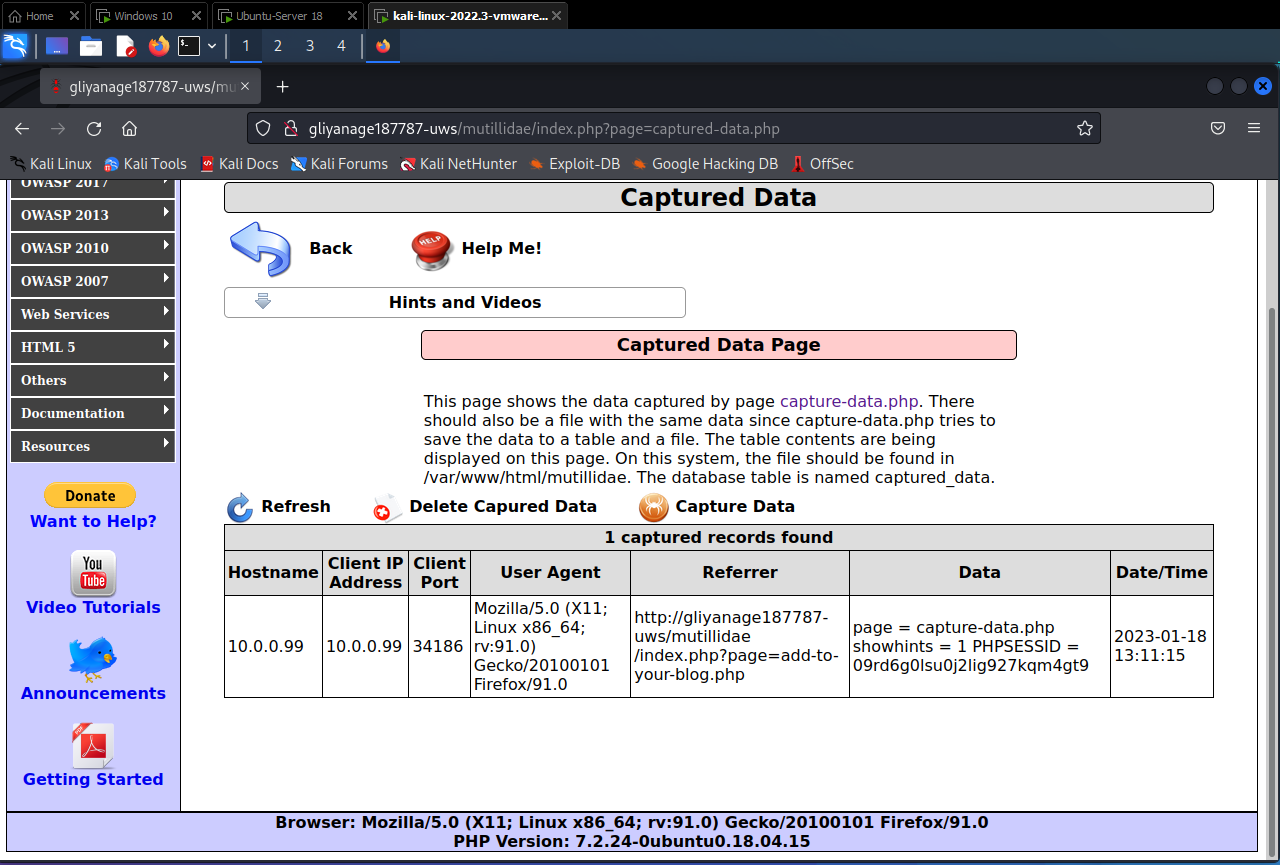 Home
Windows 10
Ubuntu-Server 18
kali-linux-2022.3-vmware...
1 2 3 4
gliyanage187787-uws/mu
gliyanage187787-uws/mutillidae/index.php?page=captured-data.php
Kali Linux
Kali Tools
Kali Docs
Kali Forums
Kali NetHunter
Exploit-DB
Google Hacking DB
OffSec
OWASP 2017
OWASP 2013
OWASP 2010
OWASP 2007
Web Services
HTML 5
Others
Documentation
Resources
Donate
Want to Help?
You
Tube
Video Tutorials
Announcements
PDF
Getting Started
Captured Data
Back
HELP
Help Me!
Hints and Videos
Captured Data Page
This page shows the data captured by page capture-data.php. There
should also be a file with the same data since capture-data.php tries to
save the data to a table and a file. The table contents are being
displayed on this page. On this system, the file should be found in
/var/www/html/mutillidae. The database table is named captured_data.
Refresh
Delete Capured Data
Capture Data
1 captured records found
Hostname
Client IP
Address
Client
Port
User Agent
Referrer
Data
Date/Time
10.0.0.99
10.0.0.99
34186
Mozilla/5.0 (X11;
Linux x86_64;
rv:91.0)
Gecko/20100101
Firefox/91.0
http://gliyanage187787-
uws/mutillidae
/index.php?page=add-to-
your-blog.php
page = capture-data.php
showhints = 1 PHPSESSID =
09rd6g0lsu0j2lig927kqm4gt9
2023-01-18
13:11:15
Browser: Mozilla/5.0 (X11; Linux x86_64; rv:91.0) Gecko/20100101 Firefox/91.0
PHP Version: 7.2.24-0ubuntu0.18.04.15